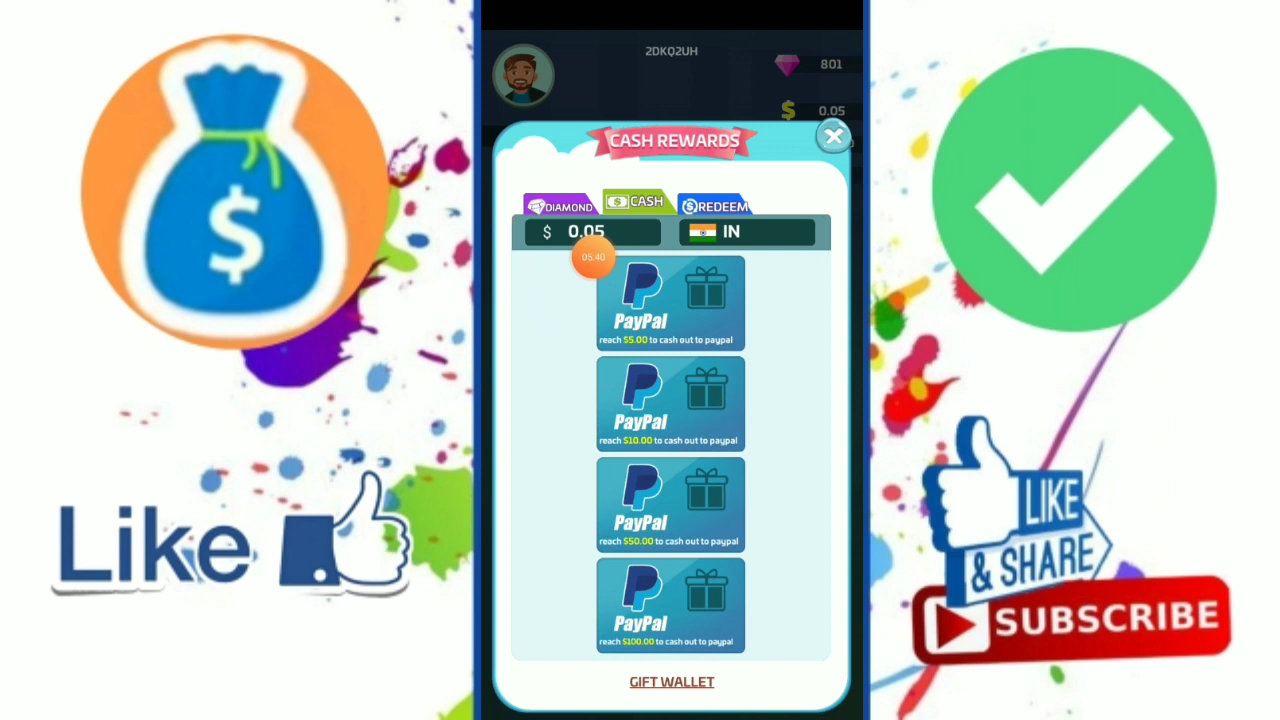 2DKQ2UH
801
$ 0.05
CASH REWARDS
DIAMOND
CASH
REDEEM
$ 0.05
IN
05:40
PayPal
reach $5.00 to cash out to paypal
PayPal
reach $10.00 to cash out to paypal
PayPal
reach $50.00 to cash out to paypal
PayPal
reach $100.00 to cash out to paypal
GIFT WALLET
$
Like
LIKE
& SHARE
SUBSCRIBE